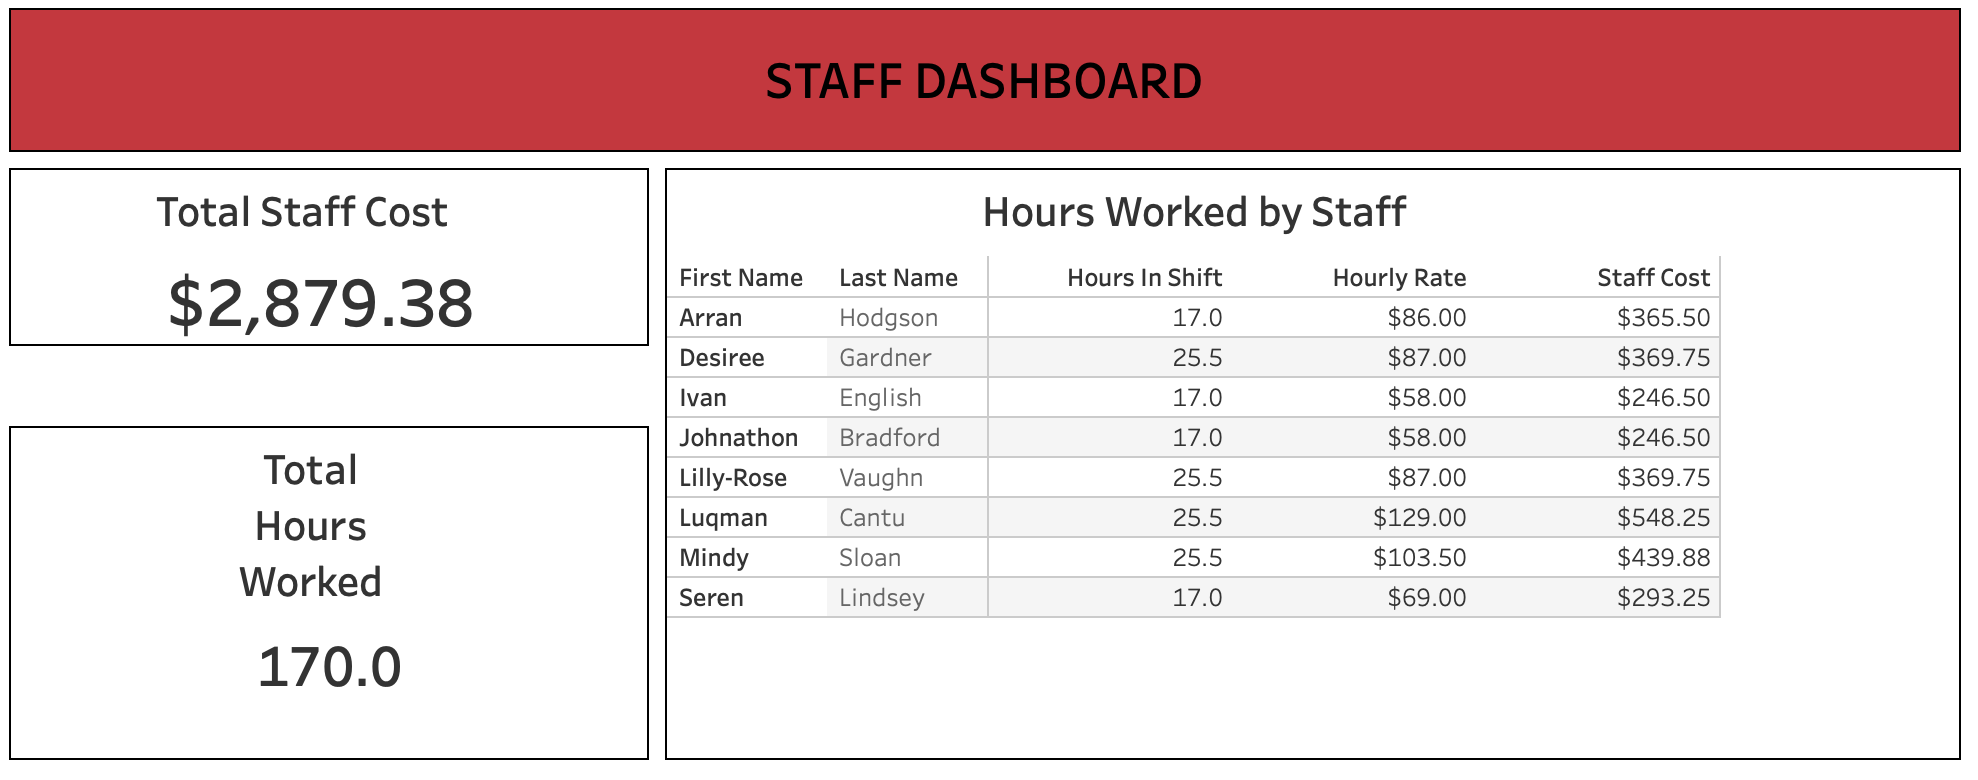 STAFF DASHBOARD
Total Staff Cost
$2,879.38
Total
Hours
Worked
170.0
Hours Worked by Staff
First Name Last Name Hours In Shift Hourly Rate Staff Cost
Arran Hodgson 17.0 $86.00 $365.50
Desiree Gardner 25.5 $87.00 $369.75
Ivan English 17.0 $58.00 $246.50
Johnathon Bradford 17.0 $58.00 $246.50
Lilly-Rose Vaughn 25.5 $87.00 $369.75
Luqman Cantu 25.5 $129.00 $548.25
Mindy Sloan 25.5 $103.50 $439.88
Seren Lindsey 17.0 $69.00 $293.25